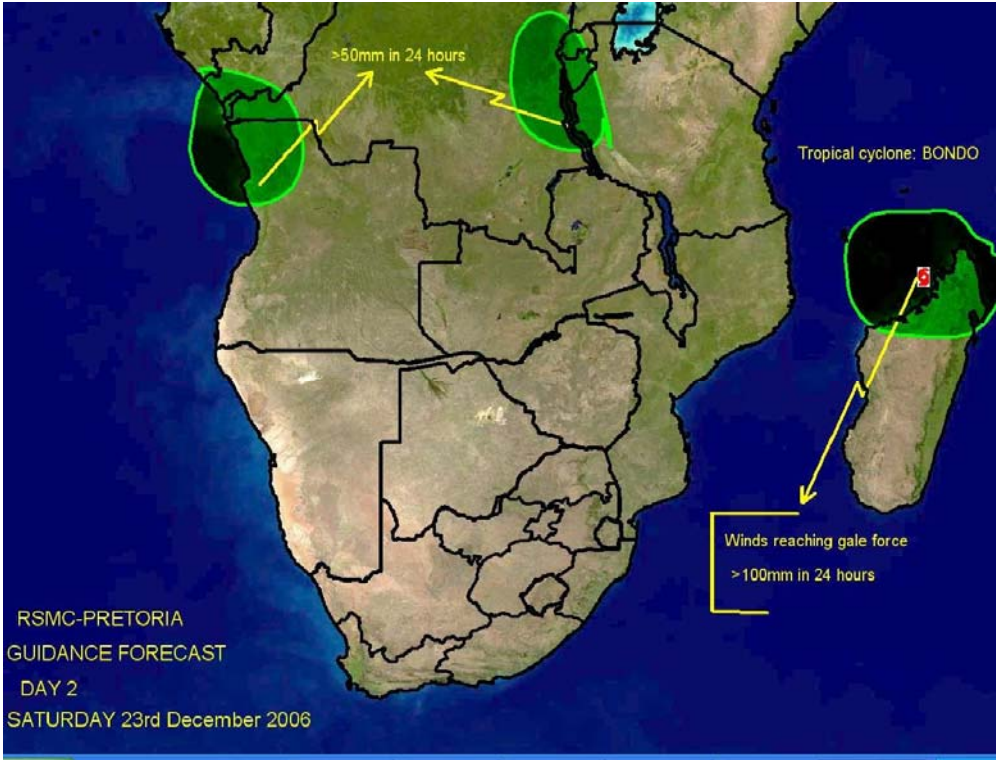 >50mm in 24 hours
Tropical cyclone: BONDO
Winds reaching gale force
>100mm in 24 hours
RSMC-PRETORIA
GUIDANCE FORECAST
DAY 2
SATURDAY 23rd December 2006